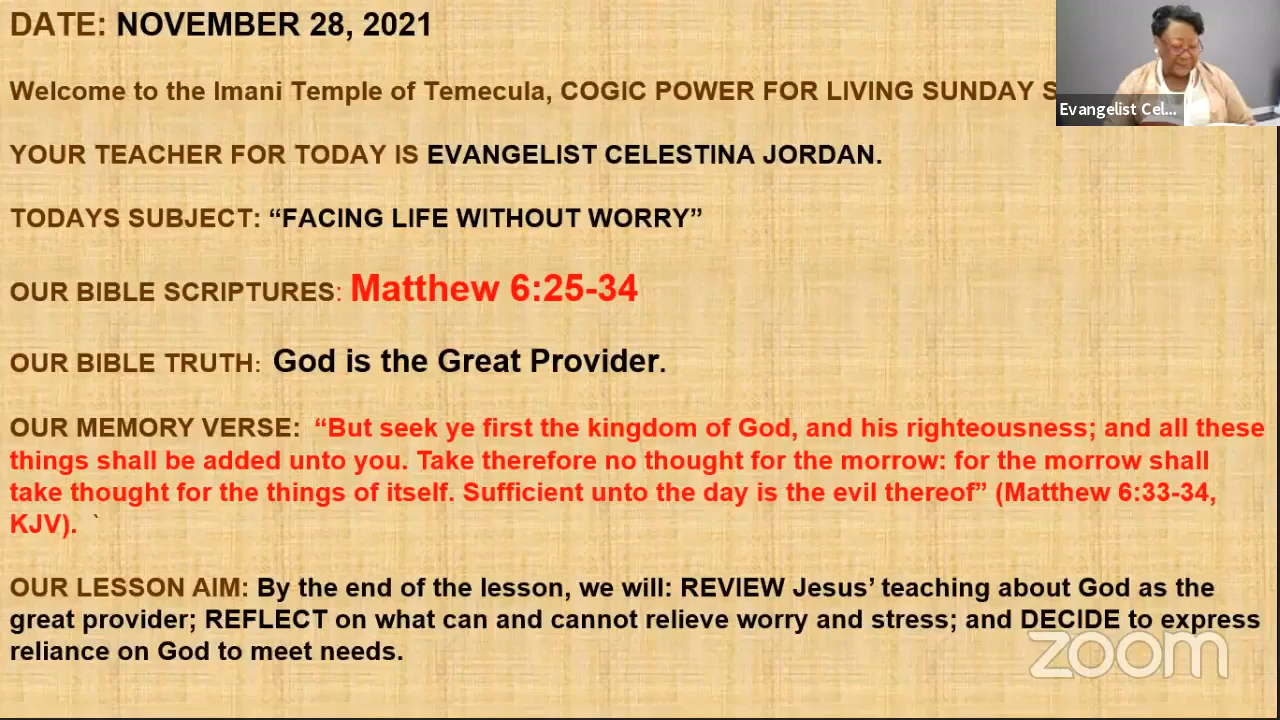 DATE: NOVEMBER 28, 2021
Welcome to the Imani Temple of Temecula, COGIC POWER FOR LIVING SUNDAY S
Evangelist Cel...
YOUR TEACHER FOR TODAY IS EVANGELIST CELESTINA JORDAN.
TODAYS SUBJECT: “FACING LIFE WITHOUT WORRY”
OUR BIBLE SCRIPTURES: Matthew 6:25-34
OUR BIBLE TRUTH: God is the Great Provider.
OUR MEMORY VERSE: “But seek ye first the kingdom of God, and his righteousness; and all these
things shall be added unto you. Take therefore no thought for the morrow: for the morrow shall
take thought for the things of itself. Sufficient unto the day is the evil thereof” (Matthew 6:33-34,
KJV). `
OUR LESSON AIM: By the end of the lesson, we will: REVIEW Jesus’ teaching about God as the
great provider; REFLECT on what can and cannot relieve worry and stress; and DECIDE to express
reliance on God to meet needs.
zoom